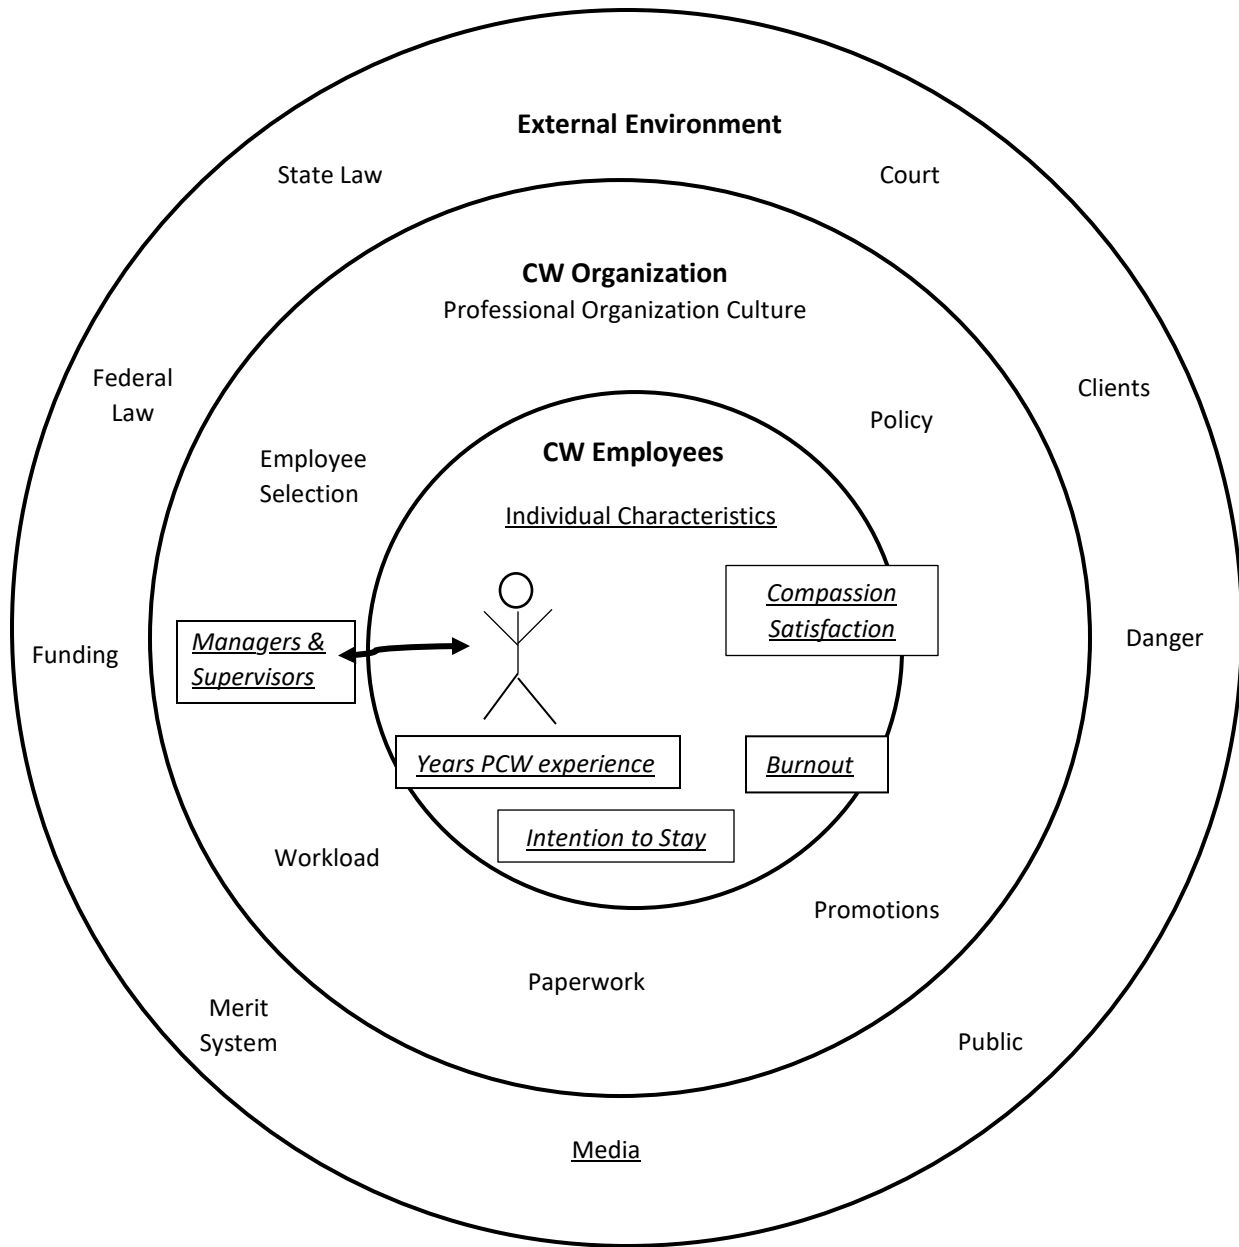 External Environment
State Law
Court
CW Organization
Professional Organization Culture
Federal
Law
Clients
Policy
Employee
Selection
CW Employees
Individual Characteristics
Compassion
Satisfaction
Managers &
Supervisors
Funding
Danger
Years PCW experience
Burnout
Intention to Stay
Workload
Promotions
Paperwork
Merit
System
Public
Media